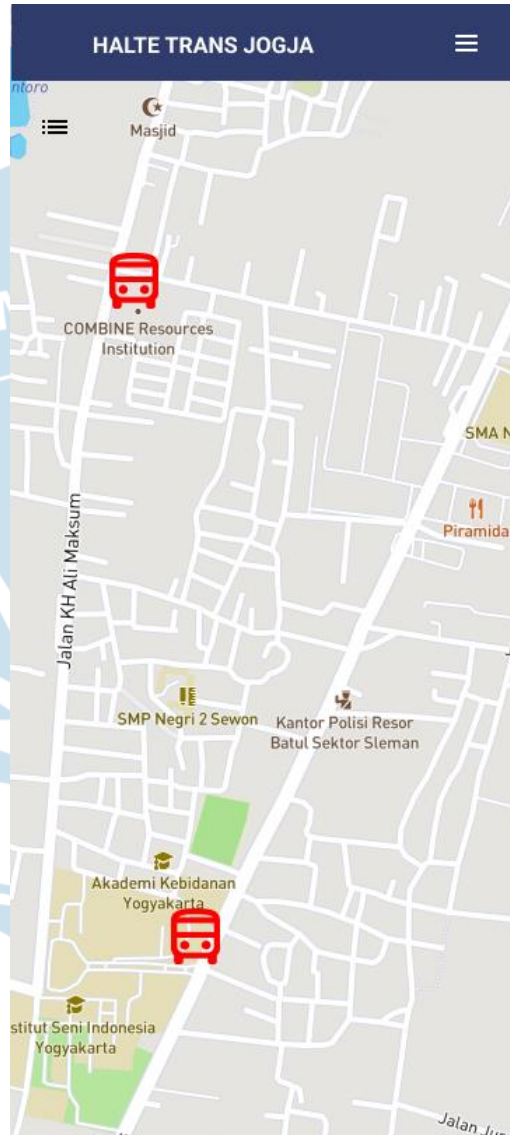 HALTE TRANS JOGJA
ntoro
Masjid
COMBINE Resources
Institution
SMA N
Piramida
Jalan KH Ali Maksum
SMP Negri 2 Sewon
Kantor Polisi Resor
Batul Sektor Sleman
Akademi Kebidanan
Yogyakarta
stitut Seni Indonesia
Yogyakarta
Jalan Jur